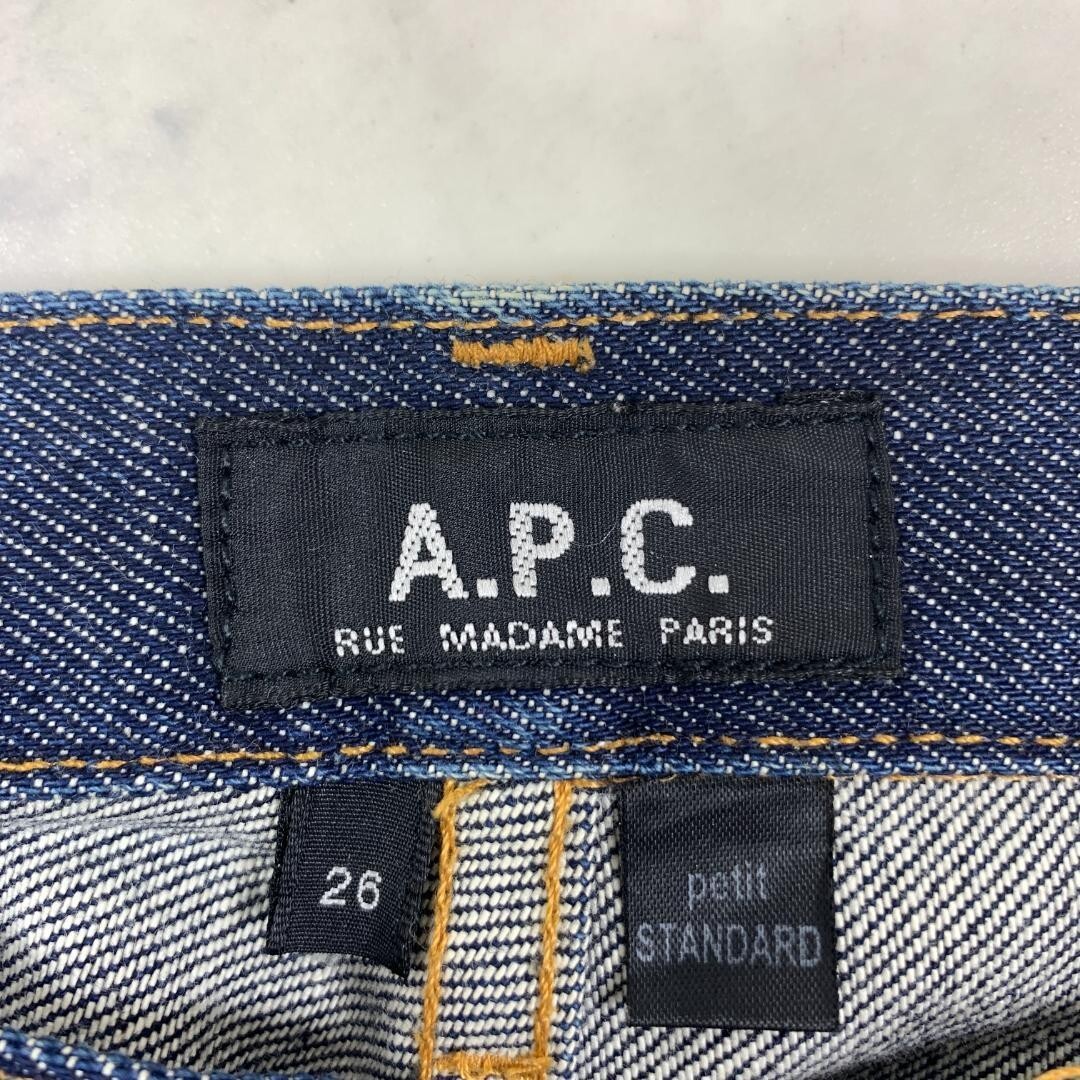 A.P.C.
RUE MADAME PARIS
26
petit
STANDARD